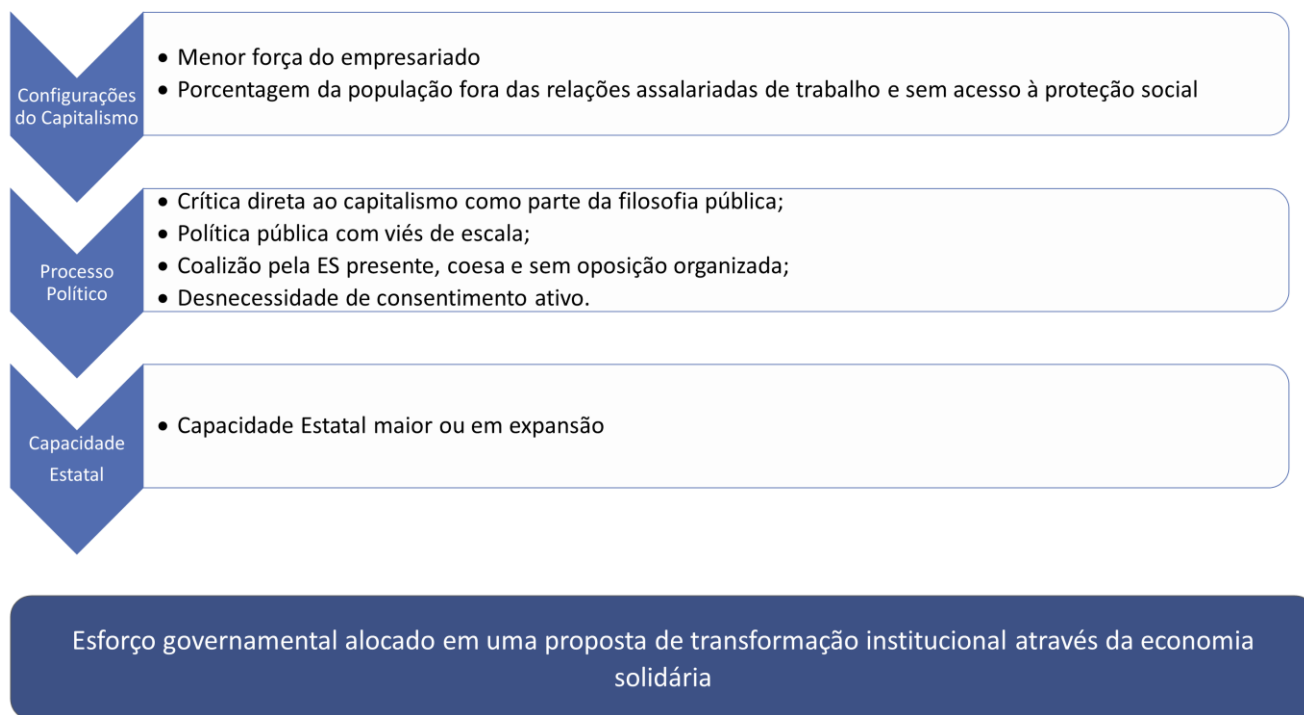 Configurações
do Capitalismo
• Menor força do empresariado
• Porcentagem da população fora das relações assalariadas de trabalho e sem acesso à proteção social
Processo
Político
• Crítica direta ao capitalismo como parte da filosofia pública;
• Política pública com viés de escala;
• Coalizão pela ES presente, coesa e sem oposição organizada;
• Desnecessidade de consentimento ativo.
Capacidade
Estatal
• Capacidade Estatal maior ou em expansão
Esforço governamental alocado em uma proposta de transformação institucional através da economia
solidária